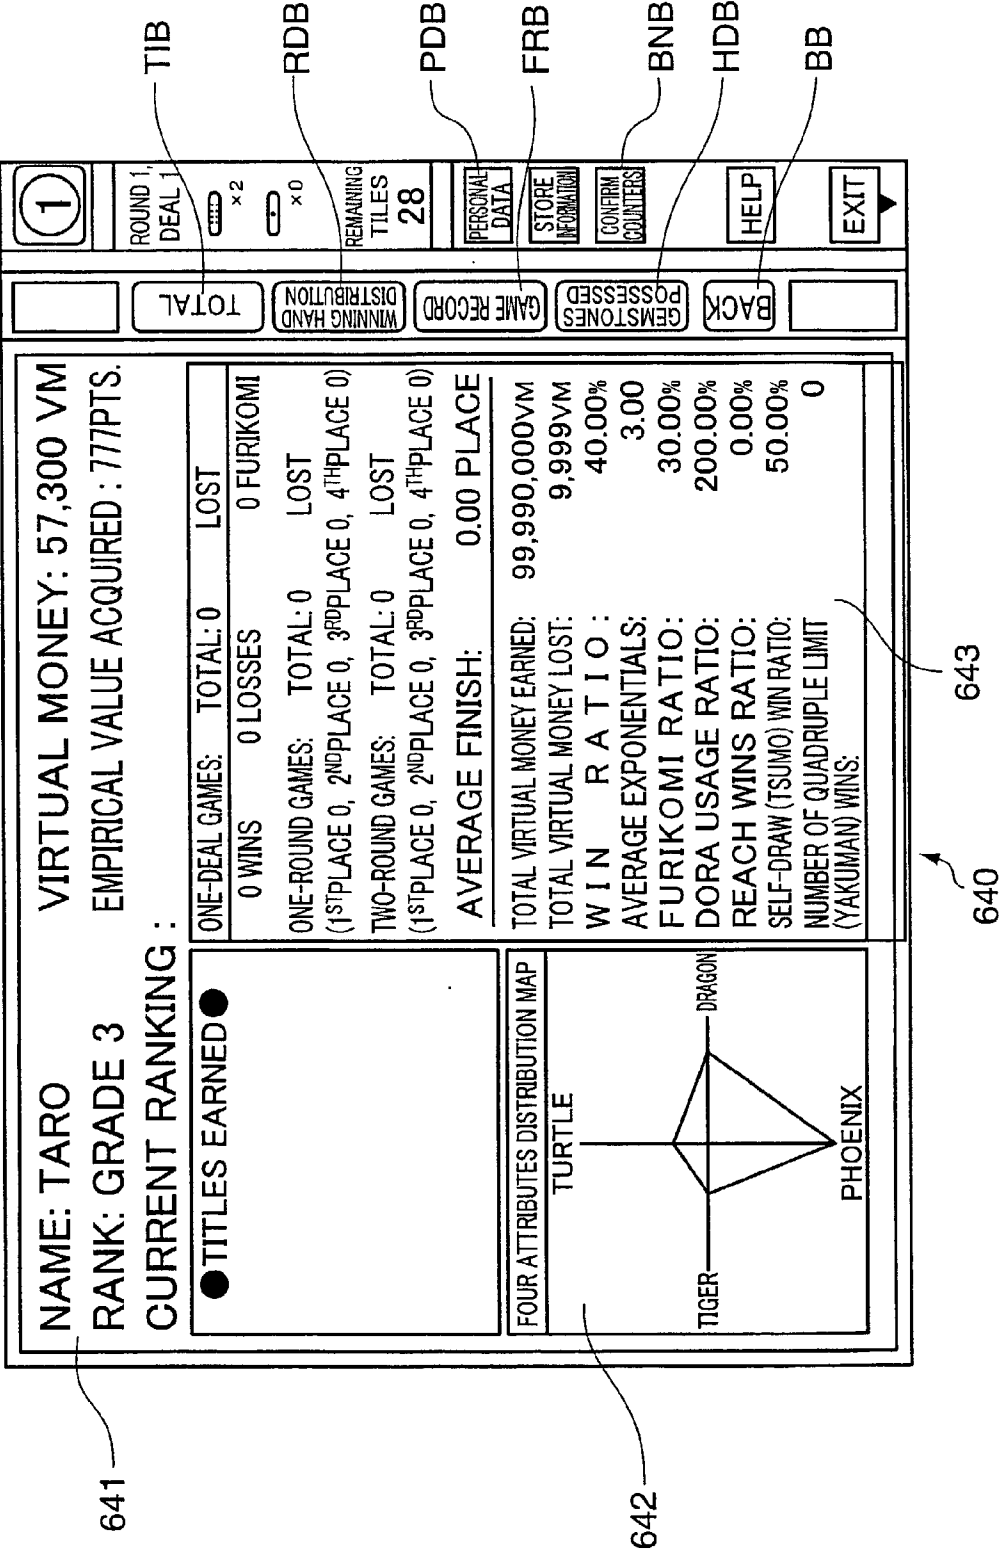 NAME: TARO
VIRTUAL MONEY: 57,300 VM
RANK: GRADE 3
EMPIRICAL VALUE ACQUIRED : 777PTS.
CURRENT RANKING :
●TITLES EARNED●
ONE-DEAL GAMES: TOTAL: 0 LOST
0 WINS 0 LOSSES 0 FURIKOMI
ONE-ROUND GAMES: TOTAL: 0 LOST
(1STPLACE 0, 2NDPLACE 0, 3RDPLACE 0, 4THPLACE 0)
TWO-ROUND GAMES: TOTAL: 0 LOST
(1STPLACE 0, 2NDPLACE 0, 3RDPLACE 0, 4THPLACE 0)
AVERAGE FINISH: 0.00 PLACE
TOTAL VIRTUAL MONEY EARNED: 99,990,000VM
TOTAL VIRTUAL MONEY LOST: 9,999VM
WIN RATIO : 40.00%
AVERAGE EXPONENTIALS: 3.00
FURIKOMI RATIO: 30.00%
DORA USAGE RATIO: 200.00%
REACH WINS RATIO: 0.00%
SELF-DRAW (TSUMO) WIN RATIO: 50.00%
NUMBER OF QUADRUPLE LIMIT 0
(YAKUMAN) WINS:
FOUR ATTRIBUTES DISTRIBUTION MAP
TURTLE
TIGER
DRAGON
PHOENIX
TOTAL
WINNING HAND
DISTRIBUTION
GAME RECORD
GEMSTONES
POSSESSED
BACK
1
ROUND 1,
DEAL 1
×2
×0
REMAINING
TILES
28
PERSONAL
DATA
STORE
INFORMATION
CONFIRM
COUNTERS
HELP
EXIT
TIB
RDB
PDB
FRB
BNB
HDB
BB
641
642
640
643